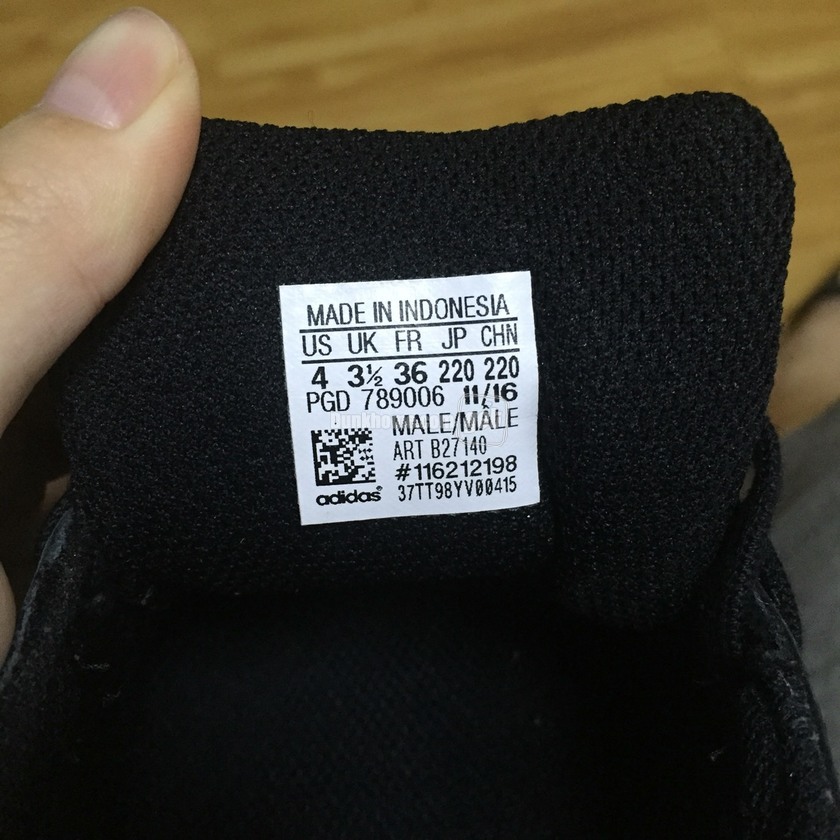 MADE IN INDONESIA
US UK FR JP CHN
4 3½ 36 220 220
PGD 789006 11/16
MALE/MÂLE
ART B27140
#116212198
adidas® 37TT98YV00415